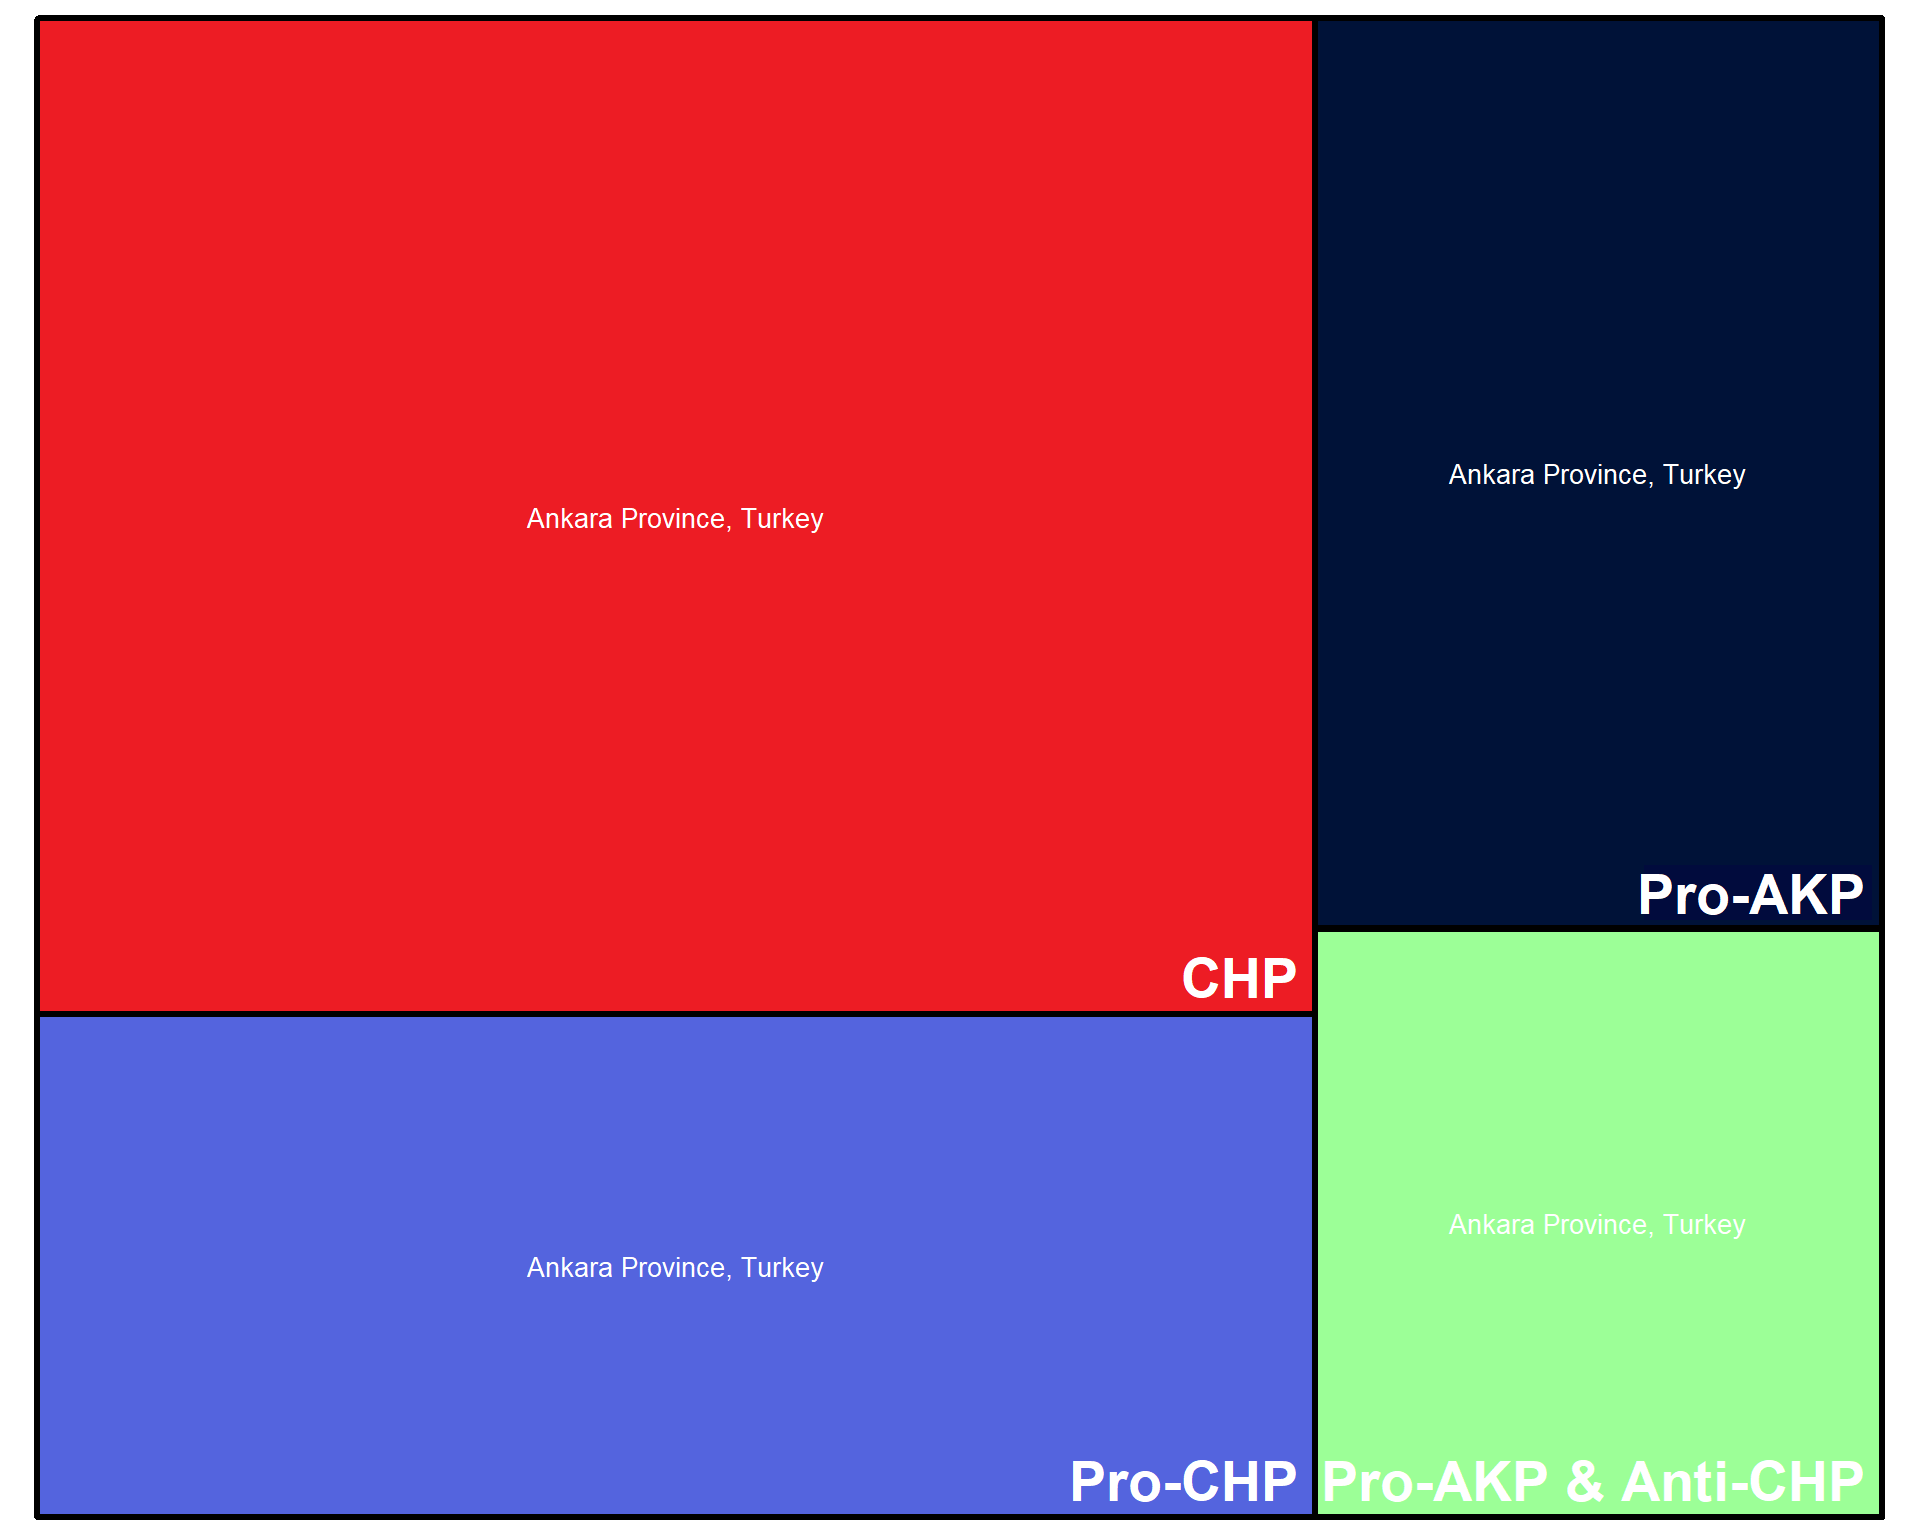 Ankara Province, Turkey
CHP
Ankara Province, Turkey
Pro-AKP
Ankara Province, Turkey
Pro-CHP
Ankara Province, Turkey
Pro-AKP & Anti-CHP